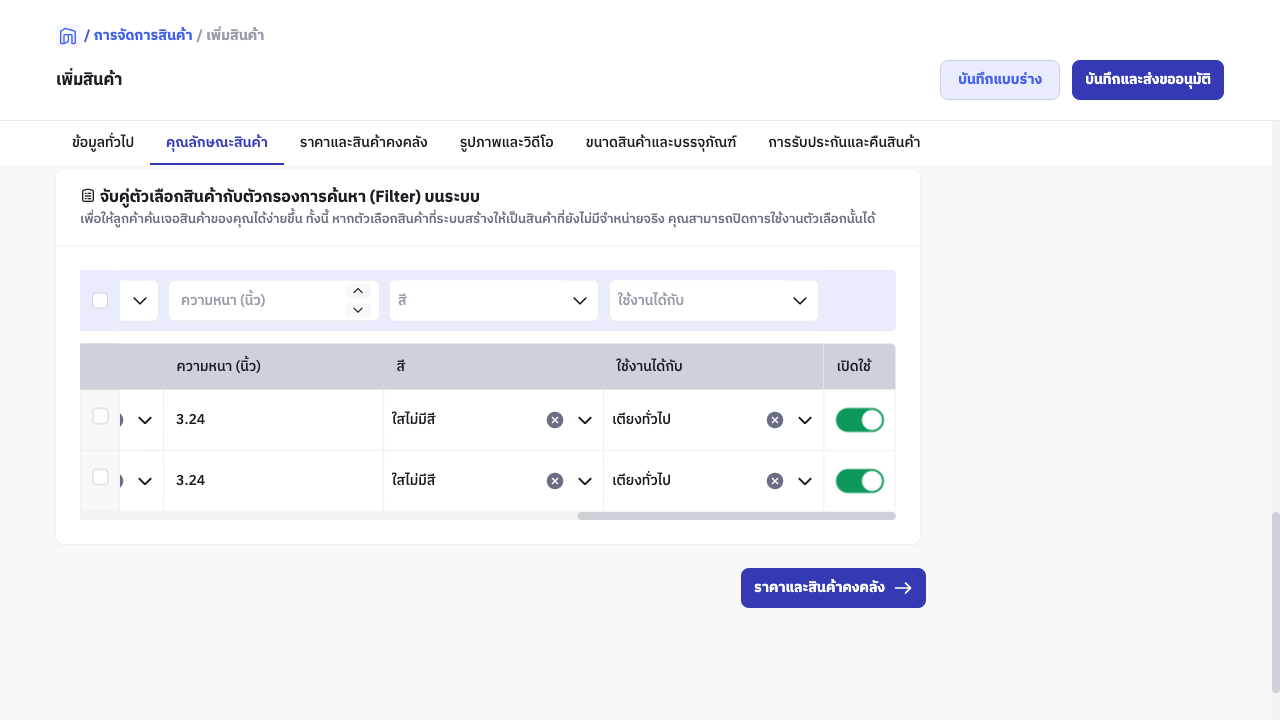 / การจัดการสินค้า / เพิ่มสินค้า
เพิ่มสินค้า
บันทึกแบบร่าง
บันทึกและส่งขออนุมัติ
ข้อมูลทั่วไป คุณลักษณะสินค้า ราคาและสินค้าคงคลัง รูปภาพและวิดีโอ ขนาดสินค้าและบรรจุภัณฑ์ การรับประกันและคืนสินค้า
จับคู่ตัวเลือกสินค้ากับตัวกรองการค้นหา (Filter) บนระบบ
เพื่อให้ลูกค้าค้นเจอสินค้าของคุณได้ง่ายขึ้น ทั้งนี้ หากตัวเลือกสินค้าที่ระบบสร้างให้เป็นสินค้าที่ยังไม่มีจำหน่ายจริง คุณสามารถปิดการใช้งานตัวเลือกนั้นได้
ความหนา (นิ้ว) สี ใช้งานได้กับ
ความหนา (นิ้ว) สี ใช้งานได้กับ เปิดใช้
3.24 ใสไม่มีสี เตียงทั่วไป
3.24 ใสไม่มีสี เตียงทั่วไป
ราคาและสินค้าคงคลัง